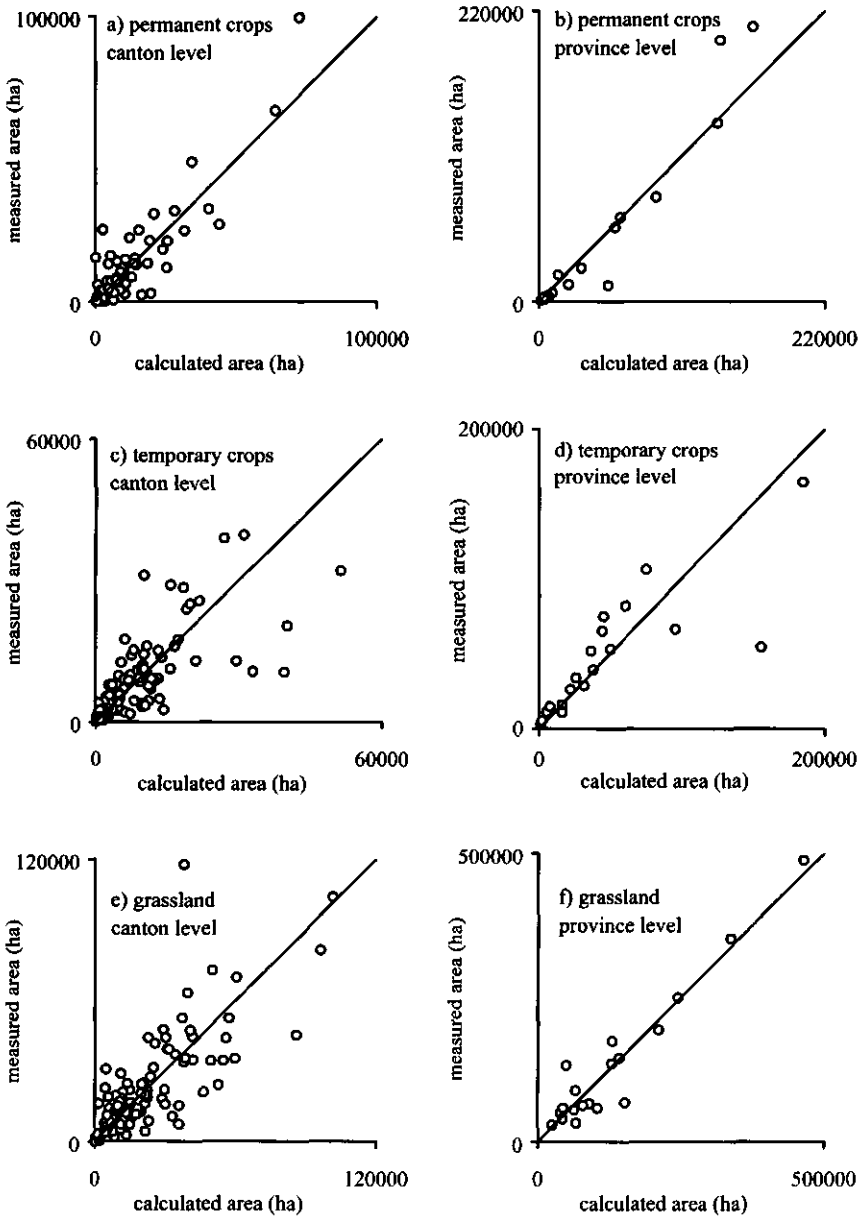 100000
a) permanent crops
canton level
measured area (ha)
0
0
100000
calculated area (ha)
220000
b) permanent crops
province level
measured area (ha)
0
0
220000
calculated area (ha)
60000
c) temporary crops
canton level
measured area (ha)
0
0
60000
calculated area (ha)
200000
d) temporary crops
province level
measured area (ha)
0
0
200000
calculated area (ha)
120000
e) grassland
canton level
measured area (ha)
0
0
120000
calculated area (ha)
500000
f) grassland
province level
measured area (ha)
0
0
500000
calculated area (ha)